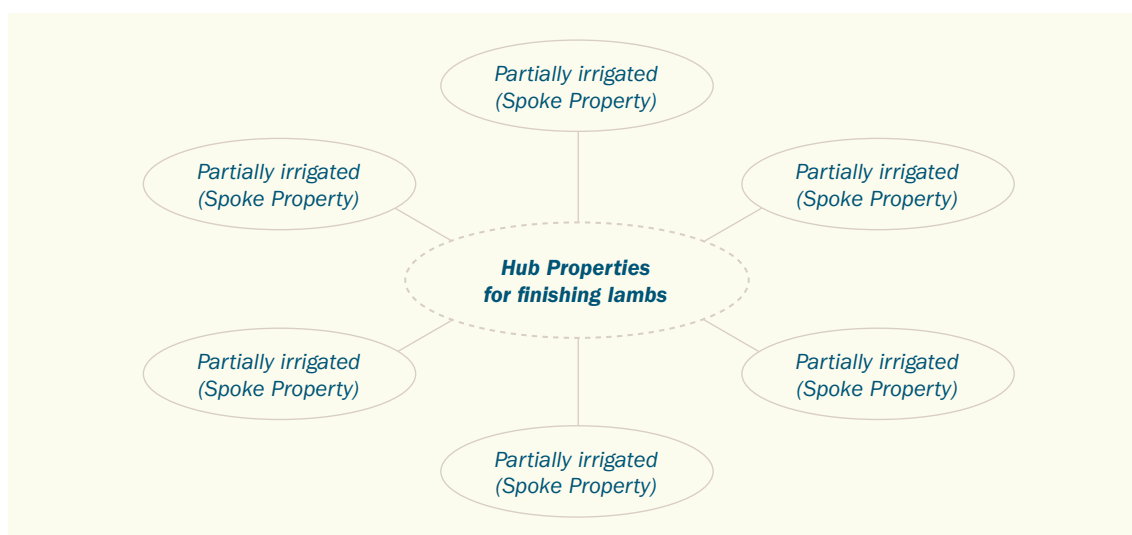 Partially irrigated
(Spoke Property)
Partially irrigated
(Spoke Property)
Partially irrigated
(Spoke Property)
Hub Properties
for finishing lambs
Partially irrigated
(Spoke Property)
Partially irrigated
(Spoke Property)
Partially irrigated
(Spoke Property)